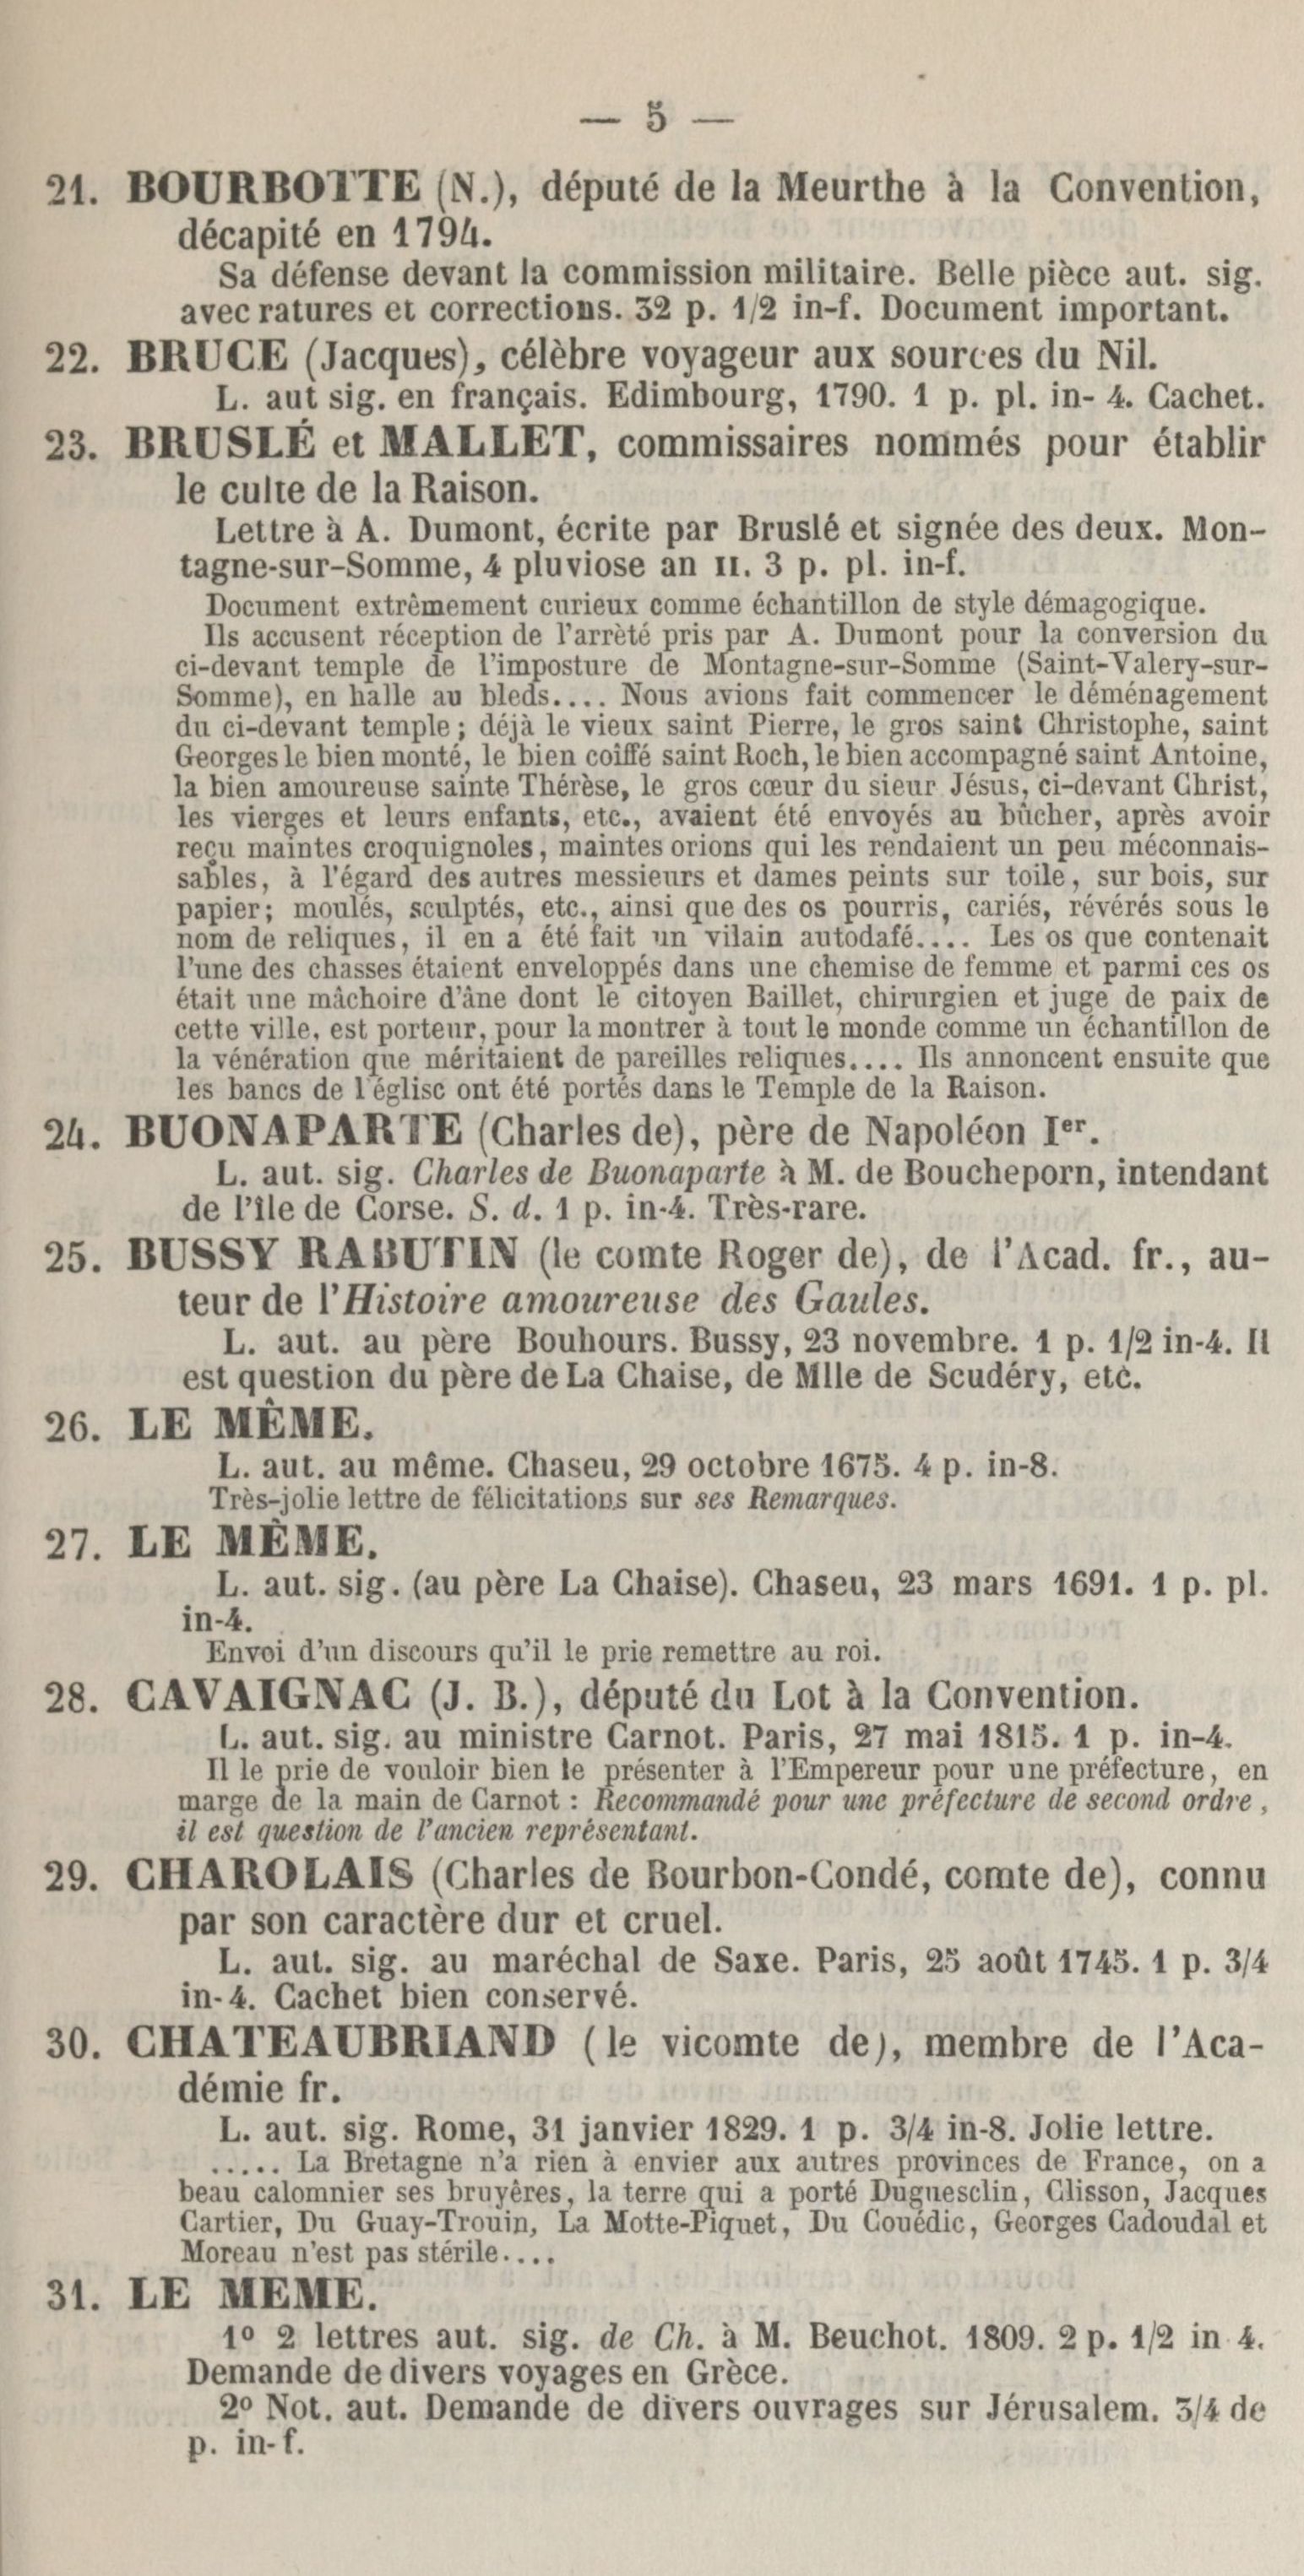 — 5 —
21. BOURBOTTE (N.), député de la Meurthe à la Convention,
décapité en 1794.
Sa défense devant la commission militaire. Belle pièce aut. sig.
avec ratures et corrections. 32 p. 1/2 in-f. Document important.
22. BRUCE (Jacques), célèbre voyageur aux sources du Nil.
L. aut sig. en français. Edimbourg, 1790. 1 p. pl. in- 4. Cachet.
23. BRUSLÉ et MALLET, commissaires nommés pour établir
le culte de la Raison.
Lettre à A. Dumont, écrite par Bruslé et signée des deux. Mon-
tagne-sur-Somme, 4 pluviose an II. 3 p. pl. in-f.
Document extrêmement curieux comme échantillon de style démagogique.
Ils accusent réception de l'arrèté pris par A. Dumont pour la conversion du
ci-devant temple de l'imposture de Montagne-sur-Somme (Saint-Valery-sur-
Somme), en halle au bleds.... Nous avions fait commencer le déménagement
du ci-devant temple; déjà le vieux saint Pierre, le gros saint Christophe, saint
Georges le bien monté, le bien coiffé saint Roch, le bien accompagné saint Antoine,
la bien amoureuse sainte Thérèse, le gros cœur du sieur Jésus, ci-devant Christ,
les vierges et leurs enfants, etc., avaient été envoyés au bûcher, après avoir
reçu maintes croquignoles, maintes orions qui les rendaient un peu méconnais-
sables, à l'égard des autres messieurs et dames peints sur toile, sur bois, sur
papier; moulés, sculptés, etc., ainsi que des os pourris, cariés, révérés sous le
nom de reliques, il en a été fait un vilain autodafé.... Les os que contenait
l'une des chasses étaient enveloppés dans une chemise de femme et parmi ces os
était une mâchoire d'âne dont le citoyen Baillet, chirurgien et juge de paix de
cette ville, est porteur, pour la montrer à tout le monde comme un échantillon de
la vénération que méritaient de pareilles reliques.... Ils annoncent ensuite que
les bancs de l'église ont été portés dans le Temple de la Raison.
24. BUONAPARTE (Charles de), père de Napoléon Ier.
L. aut. sig. Charles de Buonaparte à M. de Boucheporn, intendant
de l'île de Corse. S. d. 1 p. in-4. Très-rare.
25. BUSSY RABUTIN (le comte Roger de), de l'Acad. fr., au-
teur de l'Histoire amoureuse des Gaules.
L. aut. au père Bouhours. Bussy, 23 novembre. 1 p. 1/2 in-4. Il
est question du père de La Chaise, de Mlle de Scudéry, etc.
26. LE MÊME.
L. aut. au même. Chaseu, 29 octobre 1675. 4 p. in-8.
Très-jolie lettre de félicitations sur ses Remarques.
27. LE MÊME.
L. aut. sig. (au père La Chaise). Chaseu, 23 mars 1691. 1 p. pl.
in-4.
Envoi d'un discours qu'il le prie remettre au roi.
28. CAVAIGNAC (J. B.), député du Lot à la Convention.
L. aut. sig. au ministre Carnot. Paris, 27 mai 1815. 1 p. in-4.
Il le prie de vouloir bien le présenter à l'Empereur pour une préfecture, en
marge de la main de Carnot : Recommandé pour une préfecture de second ordre,
il est question de l'ancien représentant.
29. CHAROLAIS (Charles de Bourbon-Condé, comte de), connu
par son caractère dur et cruel.
L. aut. sig. au maréchal de Saxe. Paris, 25 août 1745. 1 p. 3/4
in-4. Cachet bien conservé.
30. CHATEAUBRIAND (le vicomte de), membre de l'Aca-
démie fr.
L. aut. sig. Rome, 31 janvier 1829. 1 p. 3/4 in-8. Jolie lettre.
..... La Bretagne n'a rien à envier aux autres provinces de France, on a
beau calomnier ses bruyêres, la terre qui a porté Duguesclin, Clisson, Jacques
Cartier, Du Guay-Trouin, La Motte-Piquet, Du Couédic, Georges Cadoudal et
Moreau n'est pas stérile....
31. LE MEME.
1º 2 lettres aut. sig. de Ch. à M. Beuchot. 1809. 2 p. 1/2 in 4.
Demande de divers voyages en Grèce.
2º Not. aut. Demande de divers ouvrages sur Jérusalem. 3/4 de
p. in-f.